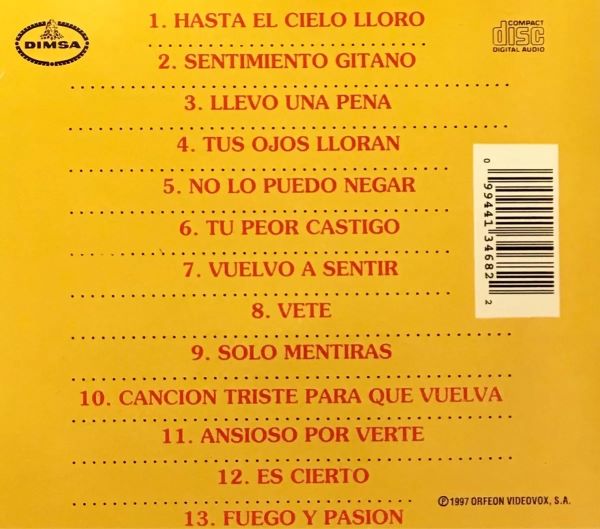 DIMSA
COMPACT
disc
DIGITAL AUDIO
1. HASTA EL CIELO LLORO
2. SENTIMIENTO GITANO
3. LLEVO UNA PENA
4. TUS OJOS LLORAN
5. NO LO PUEDO NEGAR
6. TU PEOR CASTIGO
7. VUELVO A SENTIR
8. VETE
9. SOLO MENTIRAS
10. CANCION TRISTE PARA QUE VUELVA
11. ANSIOSO POR VERTE
12. ES CIERTO
13. FUEGO Y PASION
0 99441 34682 2
Ⓟ1997 ORFEON VIDEOVOX, S.A.